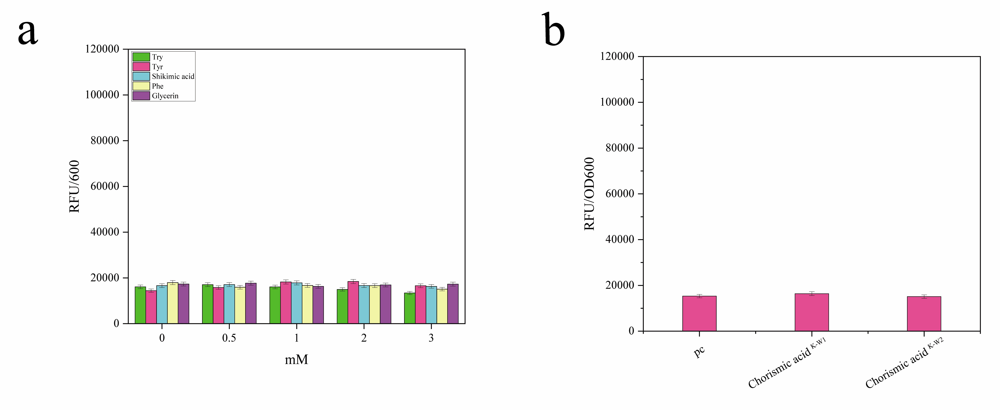 a
120000
100000
80000
60000
40000
20000
0
RFU/600
Try
Tyr
Shikimic acid
Phe
Glycerin
0
0.5
1
2
3
mM
b
120000
100000
80000
60000
40000
20000
0
RFU/OD600
pc
Chorismic acid K-W1
Chorismic acid K-W2